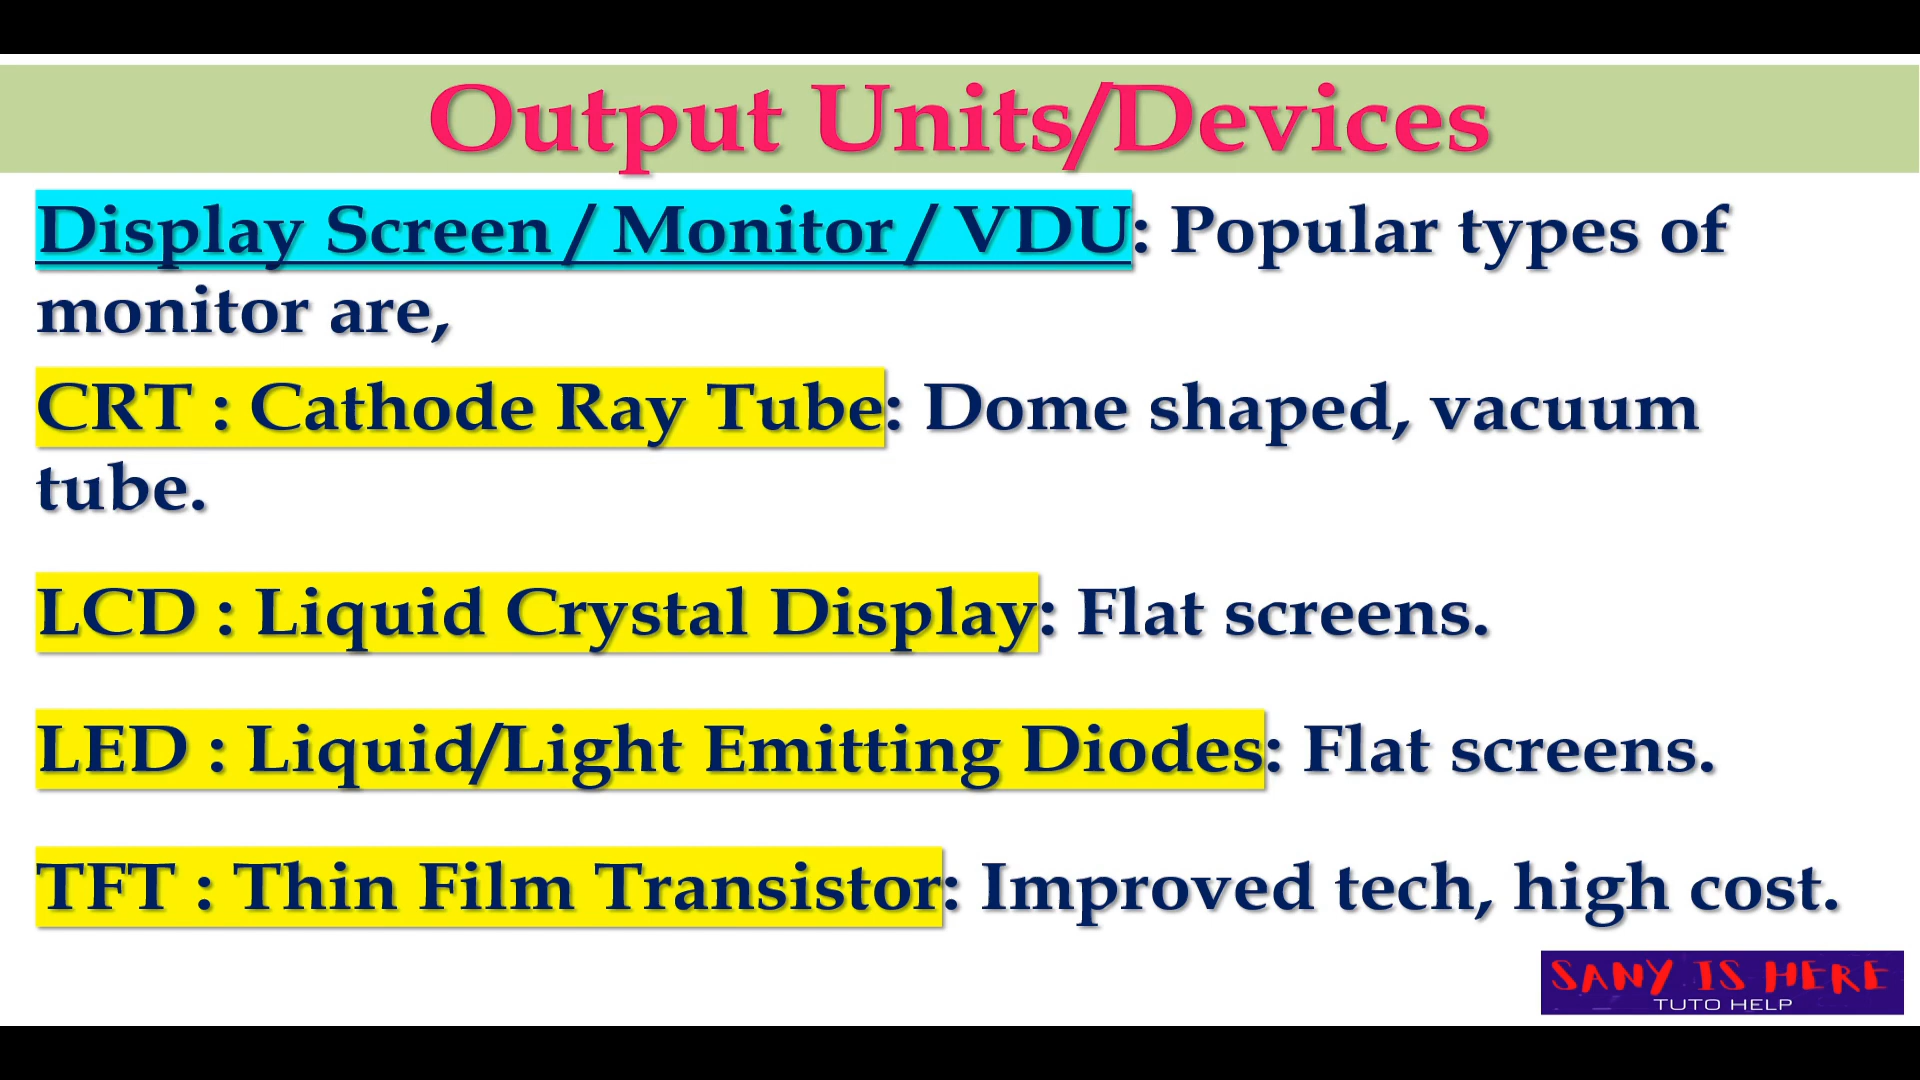 Output Units/Devices
Display Screen / Monitor / VDU: Popular types of
monitor are,
CRT : Cathode Ray Tube: Dome shaped, vacuum
tube.
LCD : Liquid Crystal Display: Flat screens.
LED : Liquid/Light Emitting Diodes: Flat screens.
TFT : Thin Film Transistor: Improved tech, high cost.
SANY IS HERE
TUTO HELP